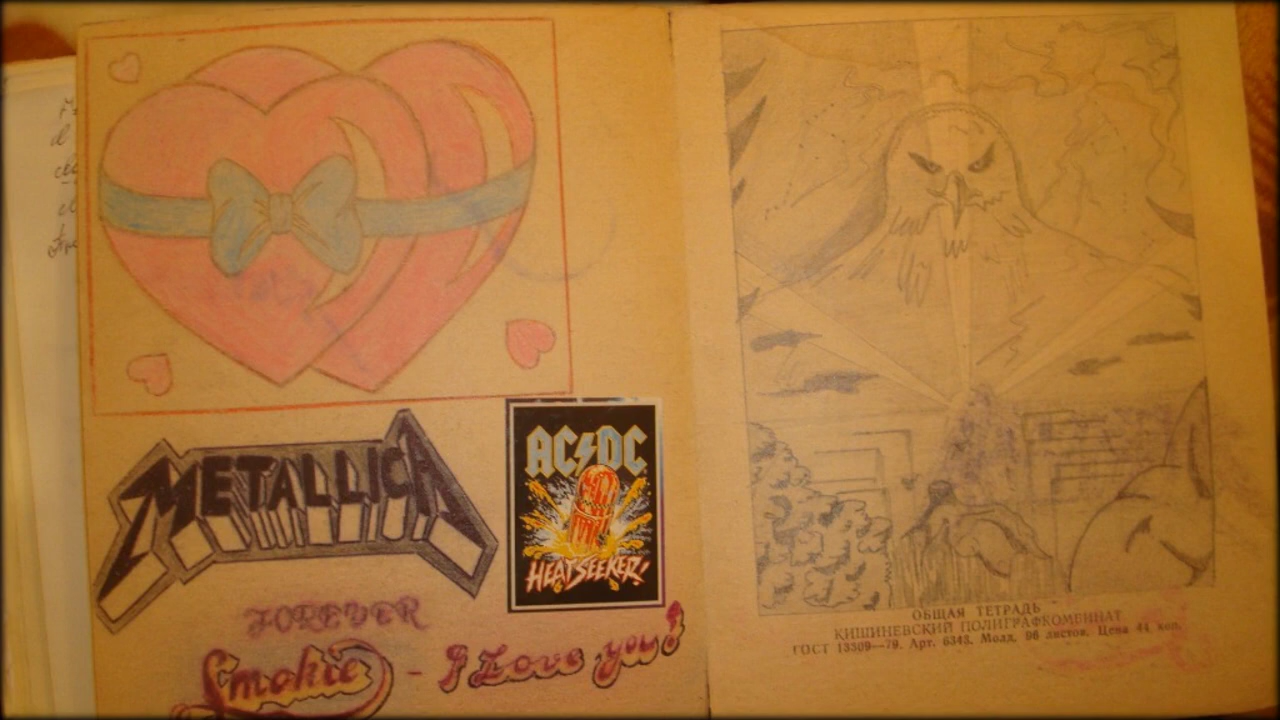 METALLICA
FOREVER
Smokie - I Love you!
AC/DC
HEATSEEKER!
ОБЩАЯ ТЕТРАДЬ
КИШИНЕВСКИЙ ПОЛИГРАФКОМБИНАТ
ГОСТ 13309—79. Арт. 6343. Молд. 96 листов. Цена 44 коп.